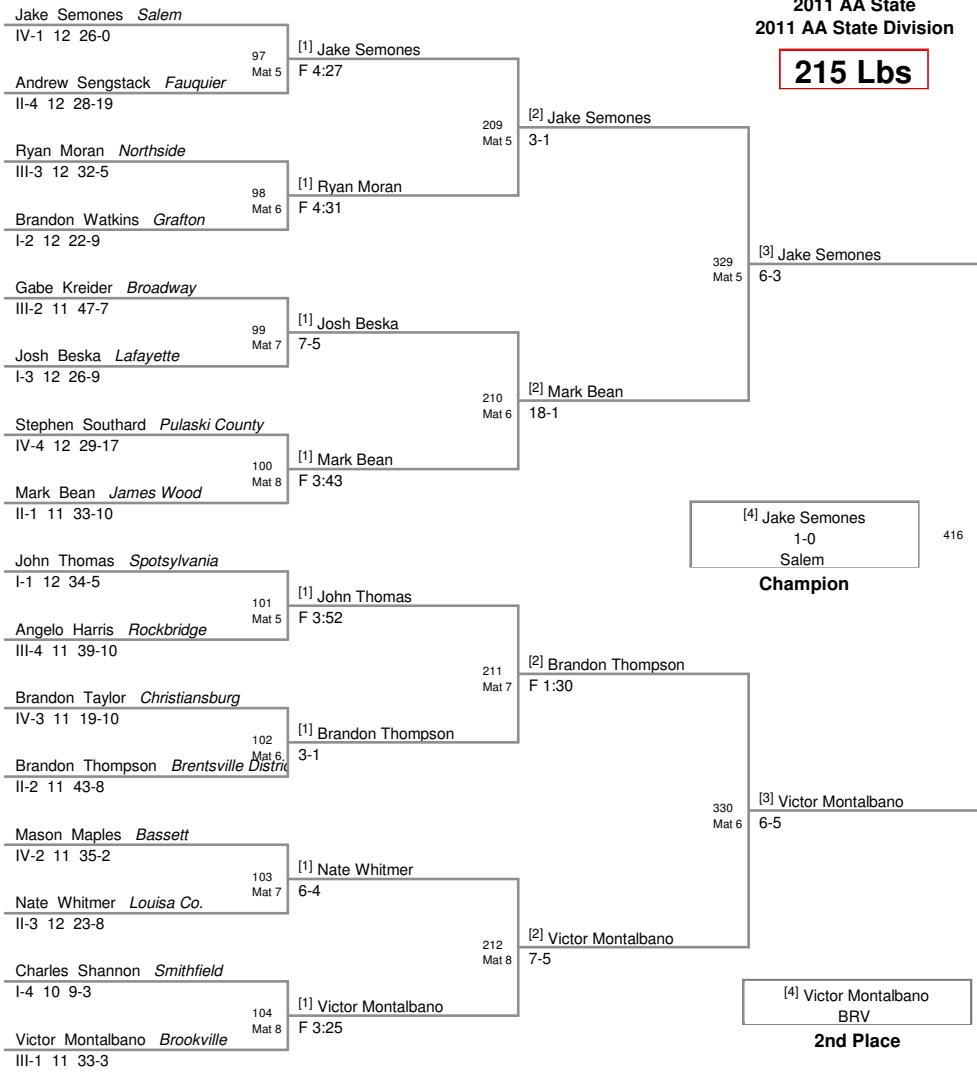 2011 AA State
2011 AA State Division
215 Lbs
Jake Semones Salem
IV-1 12 26-0
97
Mat 5
[1] Jake Semones
F 4:27
Andrew Sengstack Fauquier
II-4 12 28-19
209
Mat 5
[2] Jake Semones
3-1
Ryan Moran Northside
III-3 12 32-5
98
Mat 6
[1] Ryan Moran
F 4:31
Brandon Watkins Grafton
I-2 12 22-9
329
Mat 5
[3] Jake Semones
6-3
Gabe Kreider Broadway
III-2 11 47-7
99
Mat 7
[1] Josh Beska
7-5
Josh Beska Lafayette
I-3 12 26-9
210
Mat 6
[2] Mark Bean
18-1
Stephen Southard Pulaski County
IV-4 12 29-17
100
Mat 8
[1] Mark Bean
F 3:43
Mark Bean James Wood
II-1 11 33-10
[4] Jake Semones
1-0
Salem
416
Champion
John Thomas Spotsylvania
I-1 12 34-5
101
Mat 5
[1] John Thomas
F 3:52
Angelo Harris Rockbridge
III-4 11 39-10
211
Mat 7
[2] Brandon Thompson
F 1:30
Brandon Taylor Christiansburg
IV-3 11 19-10
102
Mat 6
[1] Brandon Thompson
3-1
Brandon Thompson Brentsville Distric
II-2 11 43-8
330
Mat 6
[3] Victor Montalbano
6-5
Mason Maples Bassett
IV-2 11 35-2
103
Mat 7
[1] Nate Whitmer
6-4
Nate Whitmer Louisa Co.
II-3 12 23-8
212
Mat 8
[2] Victor Montalbano
7-5
Charles Shannon Smithfield
I-4 10 9-3
104
Mat 8
[1] Victor Montalbano
F 3:25
Victor Montalbano Brookville
III-1 11 33-3
[4] Victor Montalbano
BRV
2nd Place